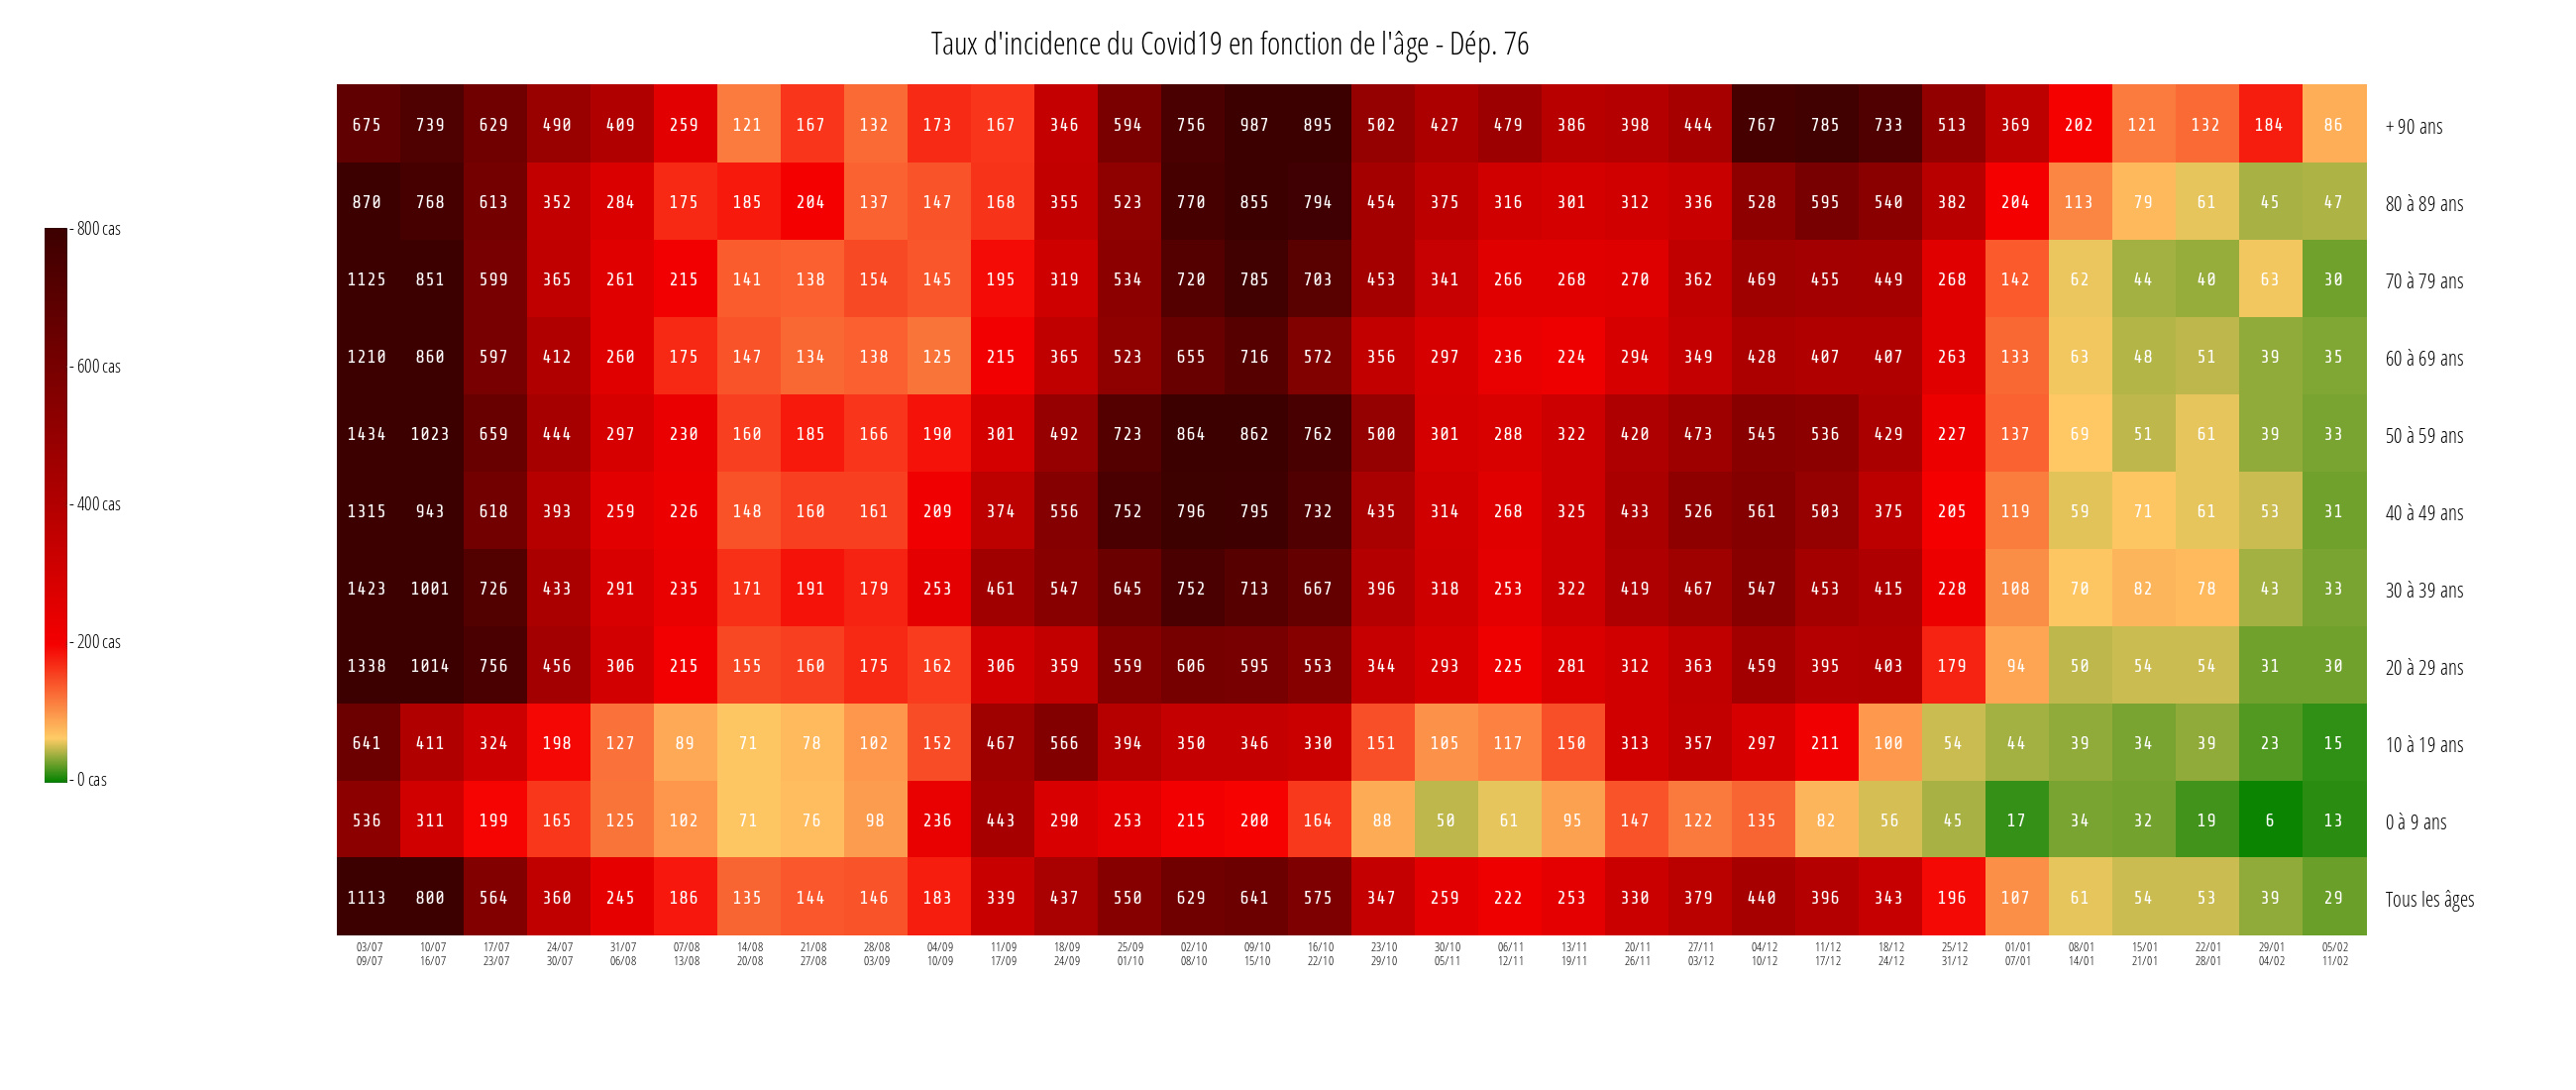 Taux d'incidence du Covid19 en fonction de l'âge - Dép. 76
- 800 cas
- 600 cas
- 400 cas
- 200 cas
- 0 cas
675 739 629 490 409 259 121 167 132 173 167 346 594 756 987 895 502 427 479 386 398 444 767 785 733 513 369 202 121 132 184 86 + 90 ans
870 768 613 352 284 175 185 204 137 147 168 355 523 770 855 794 454 375 316 301 312 336 528 595 540 382 204 113 79 61 45 47 80 à 89 ans
1125 851 599 365 261 215 141 138 154 145 195 319 534 720 785 703 453 341 266 268 270 362 469 455 449 268 142 62 44 40 63 30 70 à 79 ans
1210 860 597 412 260 175 147 134 138 125 215 365 523 655 716 572 356 297 236 224 294 349 428 407 407 263 133 63 48 51 39 35 60 à 69 ans
1434 1023 659 444 297 230 160 185 166 190 301 492 723 864 862 762 500 301 288 322 420 473 545 536 429 227 137 69 51 61 39 33 50 à 59 ans
1315 943 618 393 259 226 148 160 161 209 374 556 752 796 795 732 435 314 268 325 433 526 561 503 375 205 119 59 71 61 53 31 40 à 49 ans
1423 1001 726 433 291 235 171 191 179 253 461 547 645 752 713 667 396 318 253 322 419 467 547 453 415 228 108 70 82 78 43 33 30 à 39 ans
1338 1014 756 456 306 215 155 160 175 162 306 359 559 606 595 553 344 293 225 281 312 363 459 395 403 179 94 50 54 54 31 30 20 à 29 ans
641 411 324 198 127 89 71 78 102 152 467 566 394 350 346 330 151 105 117 150 313 357 297 211 100 54 44 39 34 39 23 15 10 à 19 ans
536 311 199 165 125 102 71 76 98 236 443 290 253 215 200 164 88 50 61 95 147 122 135 82 56 45 17 34 32 19 6 13 0 à 9 ans
1113 800 564 360 245 186 135 144 146 183 339 437 550 629 641 575 347 259 222 253 330 379 440 396 343 196 107 61 54 53 39 29 Tous les âges
03/07 10/07 17/07 24/07 31/07 07/08 14/08 21/08 28/08 04/09 11/09 18/09 25/09 02/10 09/10 16/10 23/10 30/10 06/11 13/11 20/11 27/11 04/12 11/12 18/12 25/12 01/01 08/01 15/01 22/01 29/01 05/02
09/07 16/07 23/07 30/07 06/08 13/08 20/08 27/08 03/09 10/09 17/09 24/09 01/10 08/10 15/10 22/10 29/10 05/11 12/11 19/11 26/11 03/12 10/12 17/12 24/12 31/12 07/01 14/01 21/01 28/01 04/02 11/02